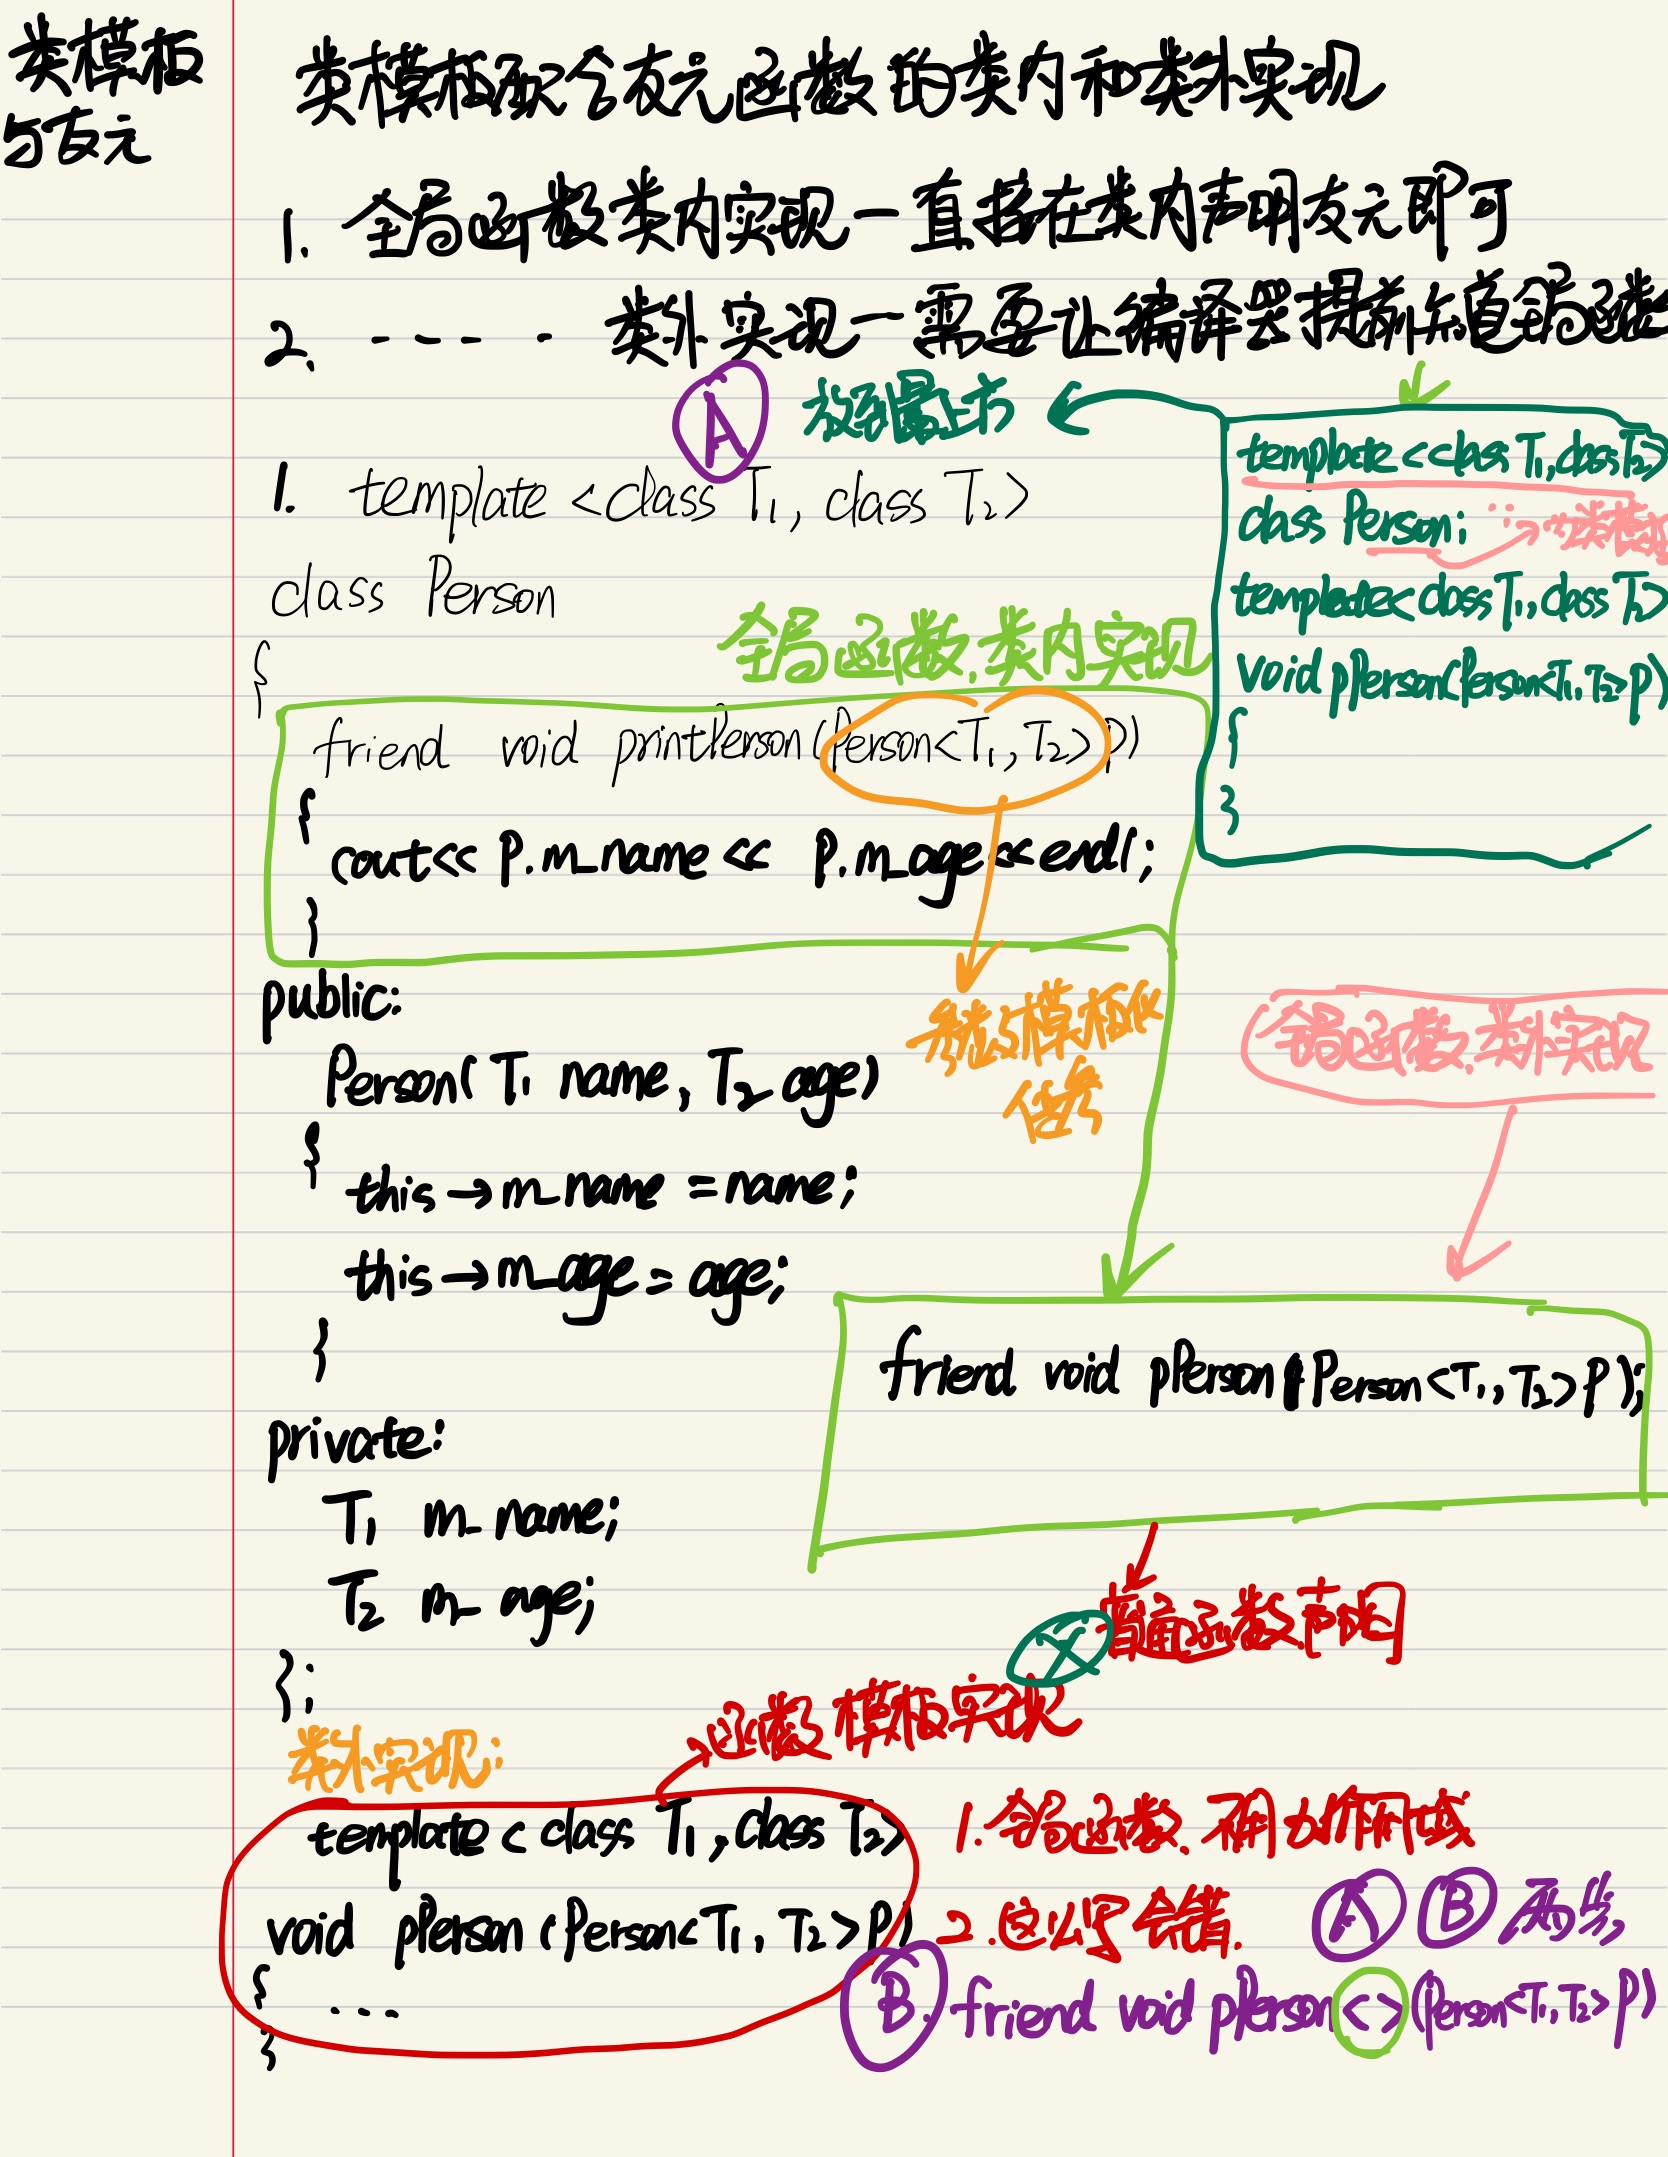 类模板
与友元
类模板配合友元函数的类内和类外实现
1. 全局函数类内实现 — 直接在类内声明友元即可
2. ----- 类外实现 — 需要让编译器提前知道全局函数
A 放到最上方
template <class T1, class T2>
class Person;
类模板
template <class T1, class T2>
void pPerson(Person<T1, T2> p)
{
}
1. template <class T1, class T2>
class Person
{
全局函数,类内实现
friend void printPerson(Person<T1, T2> p)
{
cout<< p.m_name << p.m_age<<endl;
}
public:
参数模板化
传参
全局函数,类外实现
Person( T1 name, T2 age)
{
this→m_name = name;
this→m_age = age;
}
friend void pPerson(Person<T1, T2> p);
private:
T1 m_name;
T2 m_age;
};
普通函数声明
函数模板实现
类外实现:
template < class T1, class T2>
void pPerson (Person<T1, T2> p)
{
...
}
1. 全局函数,不用加作用域
2. 这么写会错. A B 两步
B. friend void pPerson<>(Person<T1, T2> p)